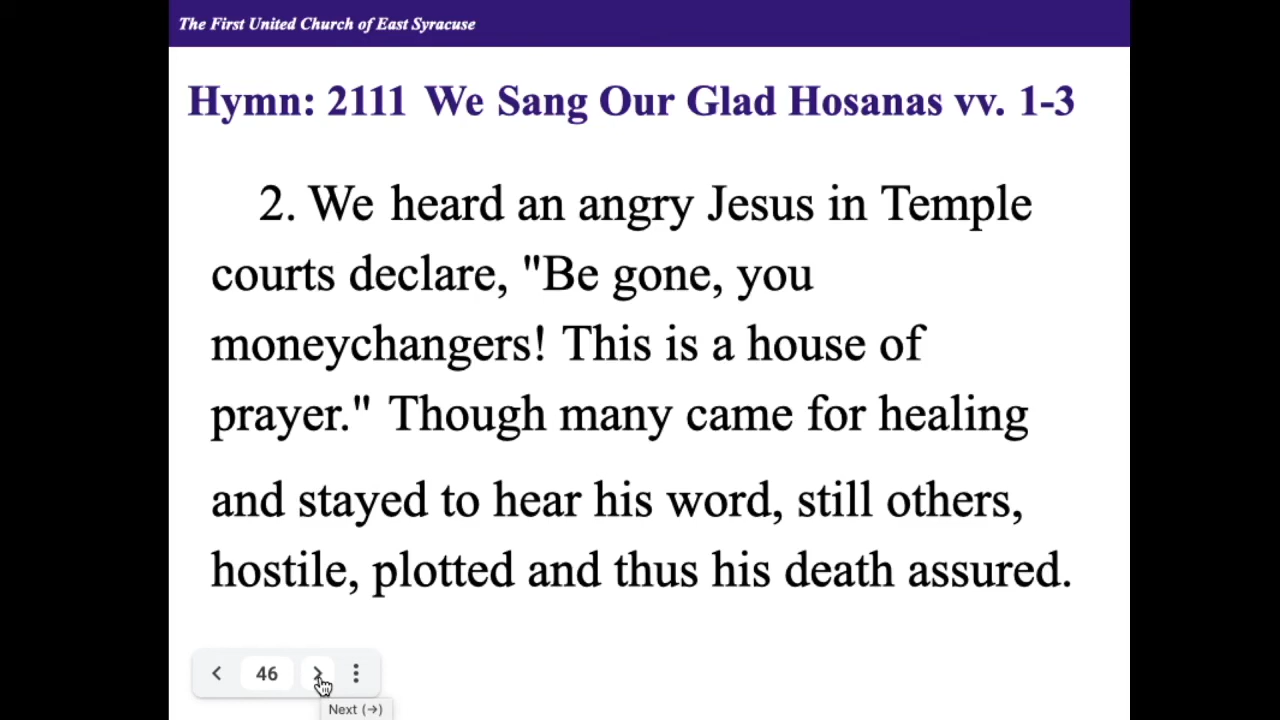 The First United Church of East Syracuse
Hymn: 2111 We Sang Our Glad Hosanas vv. 1-3
2. We heard an angry Jesus in Temple
courts declare, "Be gone, you
moneychangers! This is a house of
prayer." Though many came for healing
and stayed to hear his word, still others,
hostile, plotted and thus his death assured.
46
Next (→)